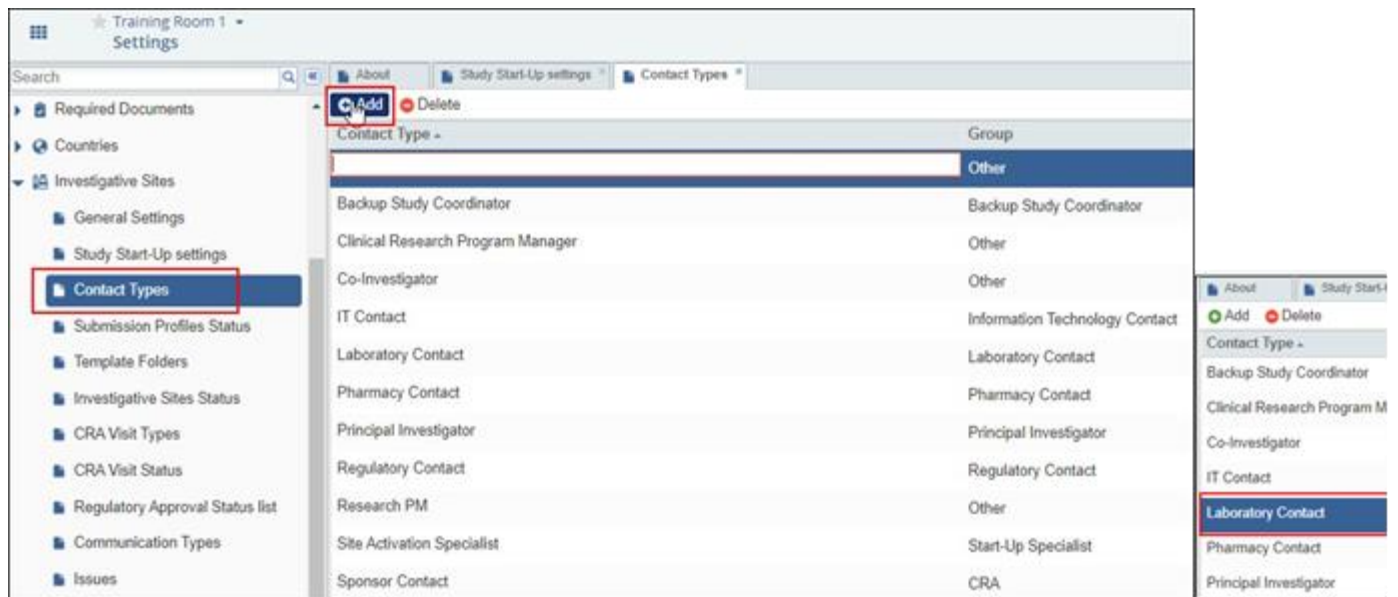 Training Room 1
Settings
Search
Required Documents
Countries
Investigative Sites
General Settings
Study Start-Up settings
Contact Types
Submission Profiles Status
Template Folders
Investigative Sites Status
CRA Visit Types
CRA Visit Status
Regulatory Approval Status list
Communication Types
Issues
About Study Start-Up settings Contact Types
Add Delete
Contact Type Group
Other
Backup Study Coordinator Backup Study Coordinator
Clinical Research Program Manager Other
Co-Investigator Other
IT Contact Information Technology Contact
Laboratory Contact Laboratory Contact
Pharmacy Contact Pharmacy Contact
Principal Investigator Principal Investigator
Regulatory Contact Regulatory Contact
Research PM Other
Site Activation Specialist Start-Up Specialist
Sponsor Contact CRA
About Study Start-
Add Delete
Contact Type
Backup Study Coordinator
Clinical Research Program M
Co-Investigator
IT Contact
Laboratory Contact
Pharmacy Contact
Principal Investigator